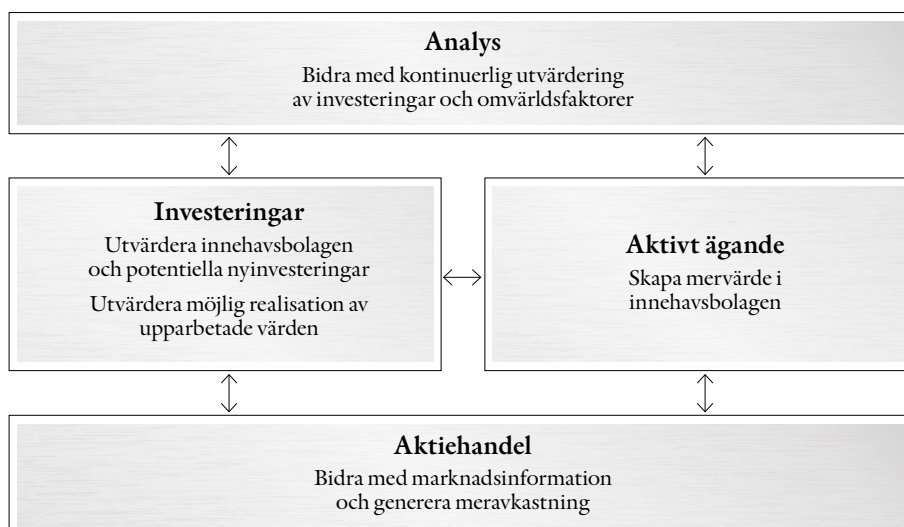 Analys
Bidra med kontinuerlig utvärdering
av investeringar och omvärldsfaktorer
Investeringar
Utvärdera innehavsbolagen
och potentiella nyinvesteringar
Utvärdera möjlig realisation av
upparbetade värden
Aktivt ägande
Skapa mervärde i
innehavsbolagen
Aktiehandel
Bidra med marknadsinformation
och generera meravkastning